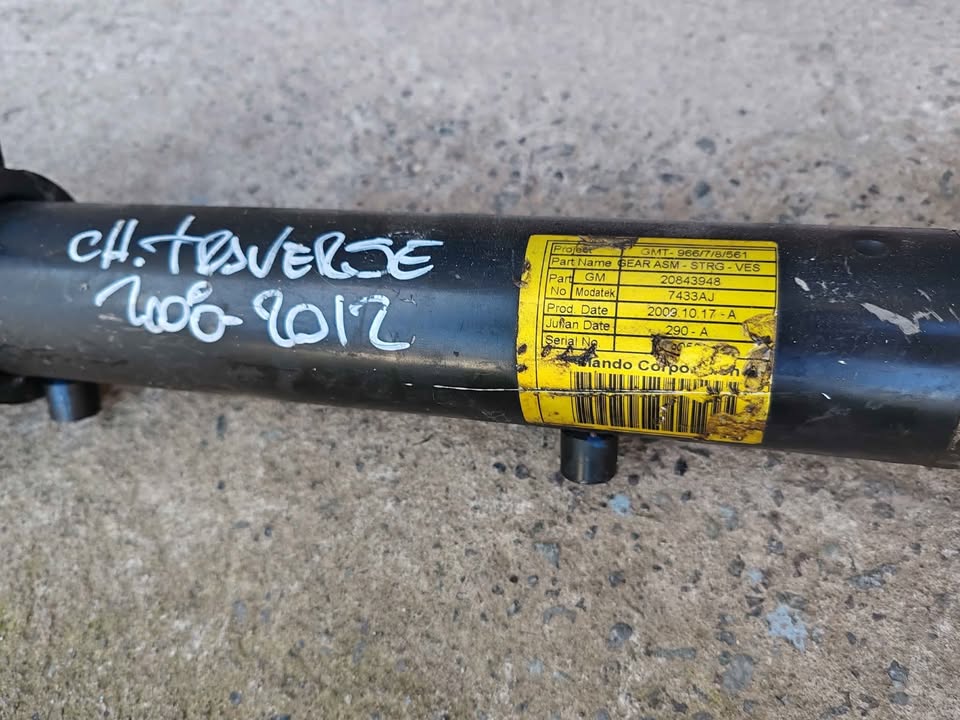 CH. TRAVERSE
2008-2012
GMT- 966/7/8/561
Part Name GEAR ASM - STRG - VES
Part No GM 20843948
Modatek 7433AJ
Prod. Date 2009.10.17 - A
Julian Date 290 - A
Serial No